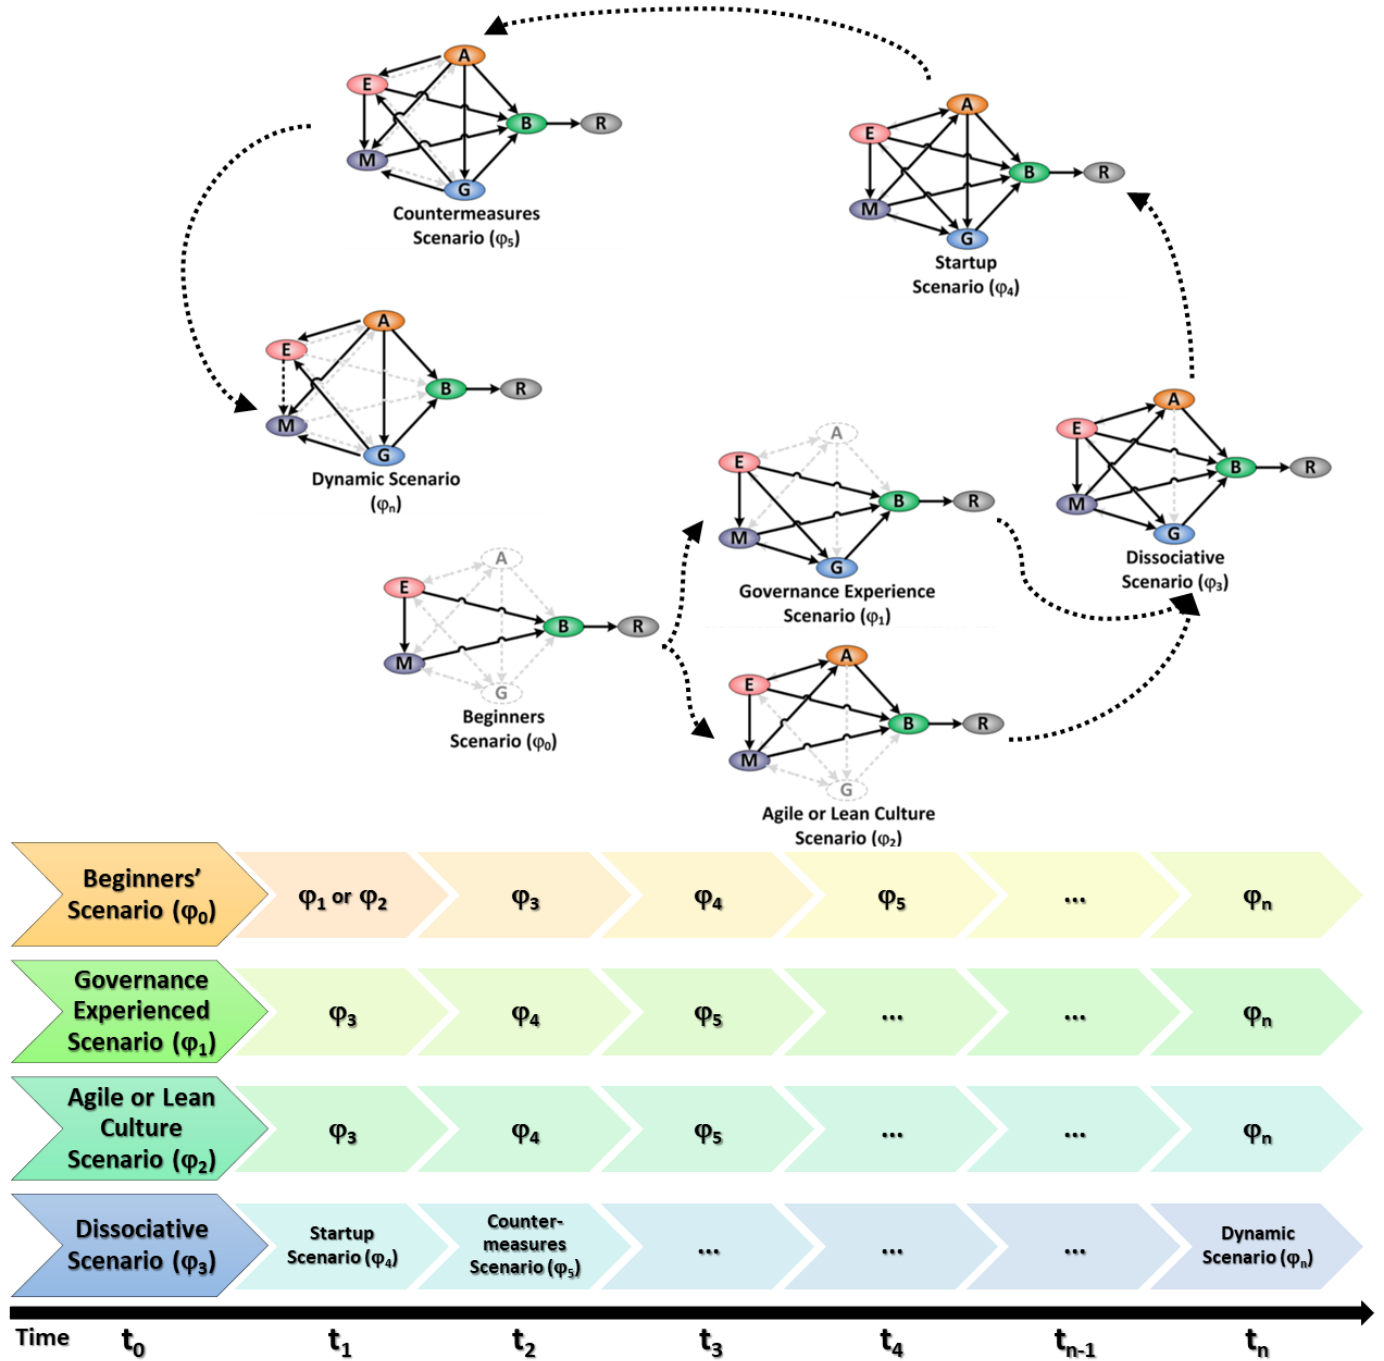 A
E
B
R
M
G
Countermeasures
Scenario (φ5)
A
E
B
R
M
G
Startup
Scenario (φ4)
A
E
B
R
M
G
Dynamic Scenario
(φn)
A
E
B
R
M
G
Dissociative
Scenario (φ3)
A
E
B
R
M
G
Governance Experience
Scenario (φ1)
A
E
B
R
M
G
Beginners
Scenario (φ0)
A
E
B
R
M
G
Agile or Lean Culture
Scenario (φ2)
Beginners’
Scenario (φ0)
φ1 or φ2
φ3
φ4
φ5
...
φn
Governance
Experienced
Scenario (φ1)
φ3
φ4
φ5
...
...
φn
Agile or Lean
Culture
Scenario (φ2)
φ3
φ4
φ5
...
...
φn
Dissociative
Scenario (φ3)
Startup
Scenario (φ4)
Counter-
measures
Scenario (φ5)
...
...
...
Dynamic
Scenario (φn)
Time
t0
t1
t2
t3
t4
tn-1
tn